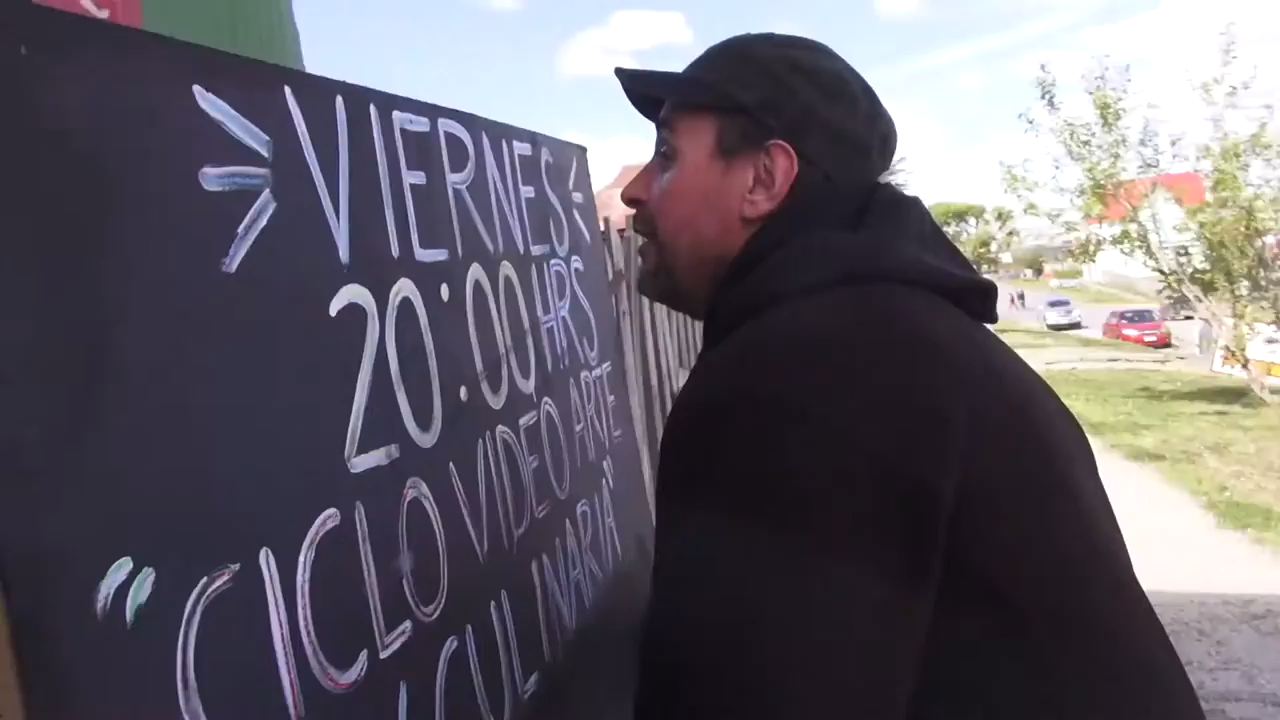 VIERNES
20:00 HRS
CICLO VIDEO ARTE
"CULINARIA"